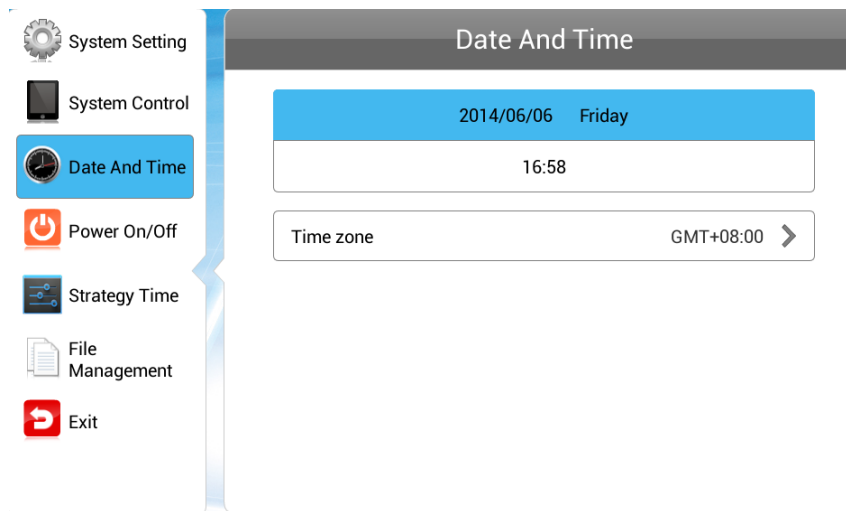 System Setting
System Control
Date And Time
Power On/Off
Strategy Time
File
Management
Exit
Date And Time
2014/06/06 Friday
16:58
Time zone GMT+08:00